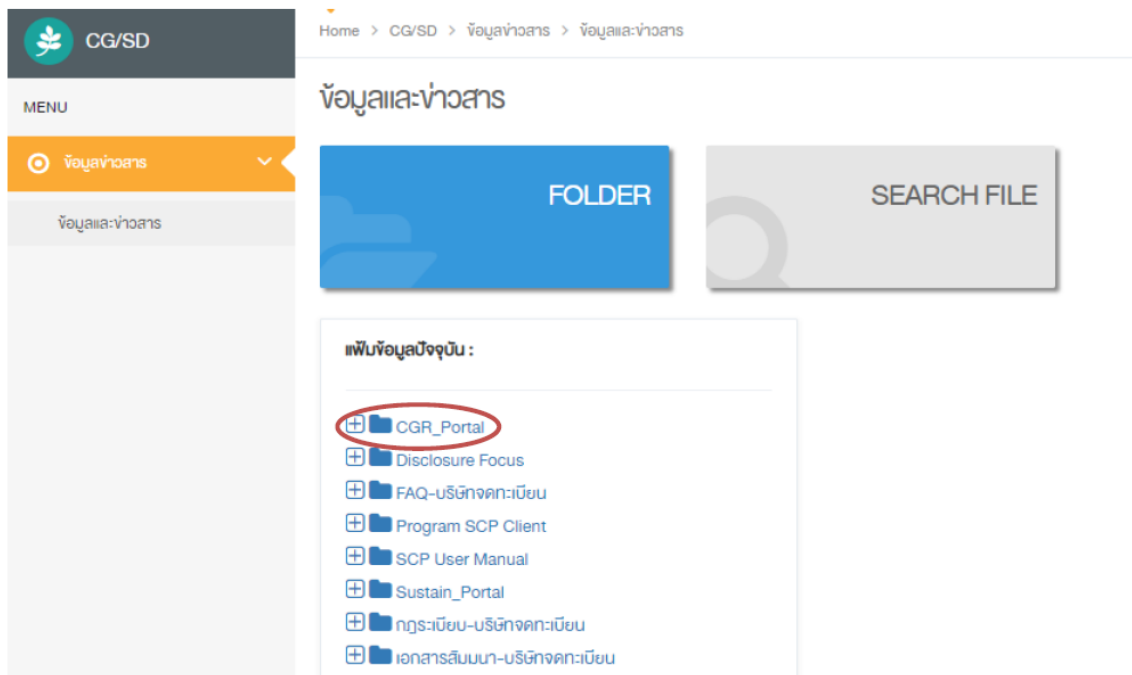 CG/SD
Home > CG/SD > ข้อมูลข่าวสาร > ข้อมูลและข่าวสาร
MENU
ข้อมูลและข่าวสาร
ข้อมูลข่าวสาร
ข้อมูลและข่าวสาร
FOLDER
SEARCH FILE
แฟ้มข้อมูลปัจจุบัน :
CGR_Portal
Disclosure Focus
FAQ-บริษัทจดทะเบียน
Program SCP Client
SCP User Manual
Sustain_Portal
กฎระเบียบ-บริษัทจดทะเบียน
เอกสารสัมมนา-บริษัทจดทะเบียน